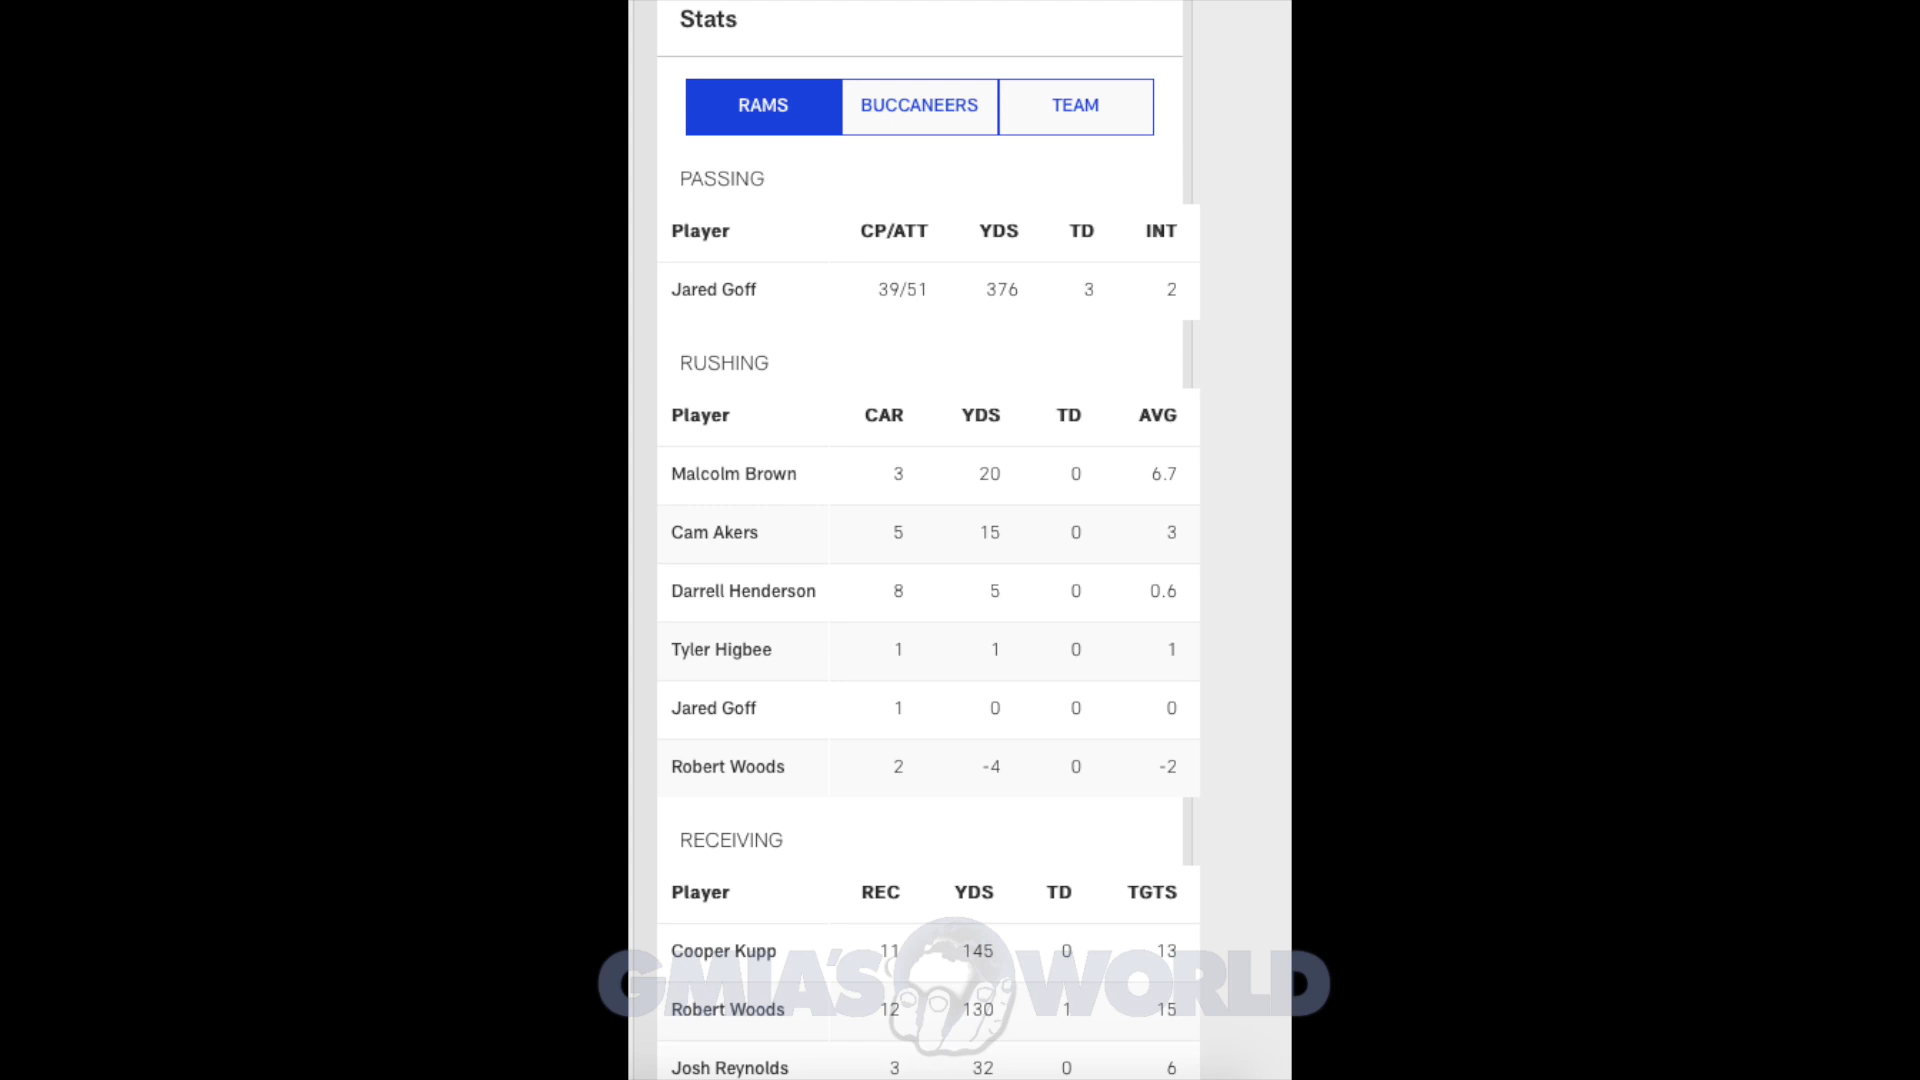 Stats
RAMS BUCCANEERS TEAM
PASSING
Player CP/ATT YDS TD INT
Jared Goff 39/51 376 3 2
RUSHING
Player CAR YDS TD AVG
Malcolm Brown 3 20 0 6.7
Cam Akers 5 15 0 3
Darrell Henderson 8 5 0 0.6
Tyler Higbee 1 1 0 1
Jared Goff 1 0 0 0
Robert Woods 2 -4 0 -2
RECEIVING
Player REC YDS TD TGTS
Cooper Kupp 11 145 0 13
GMIA'S WORLD
Robert Woods 12 130 1 15
Josh Reynolds 3 32 0 6